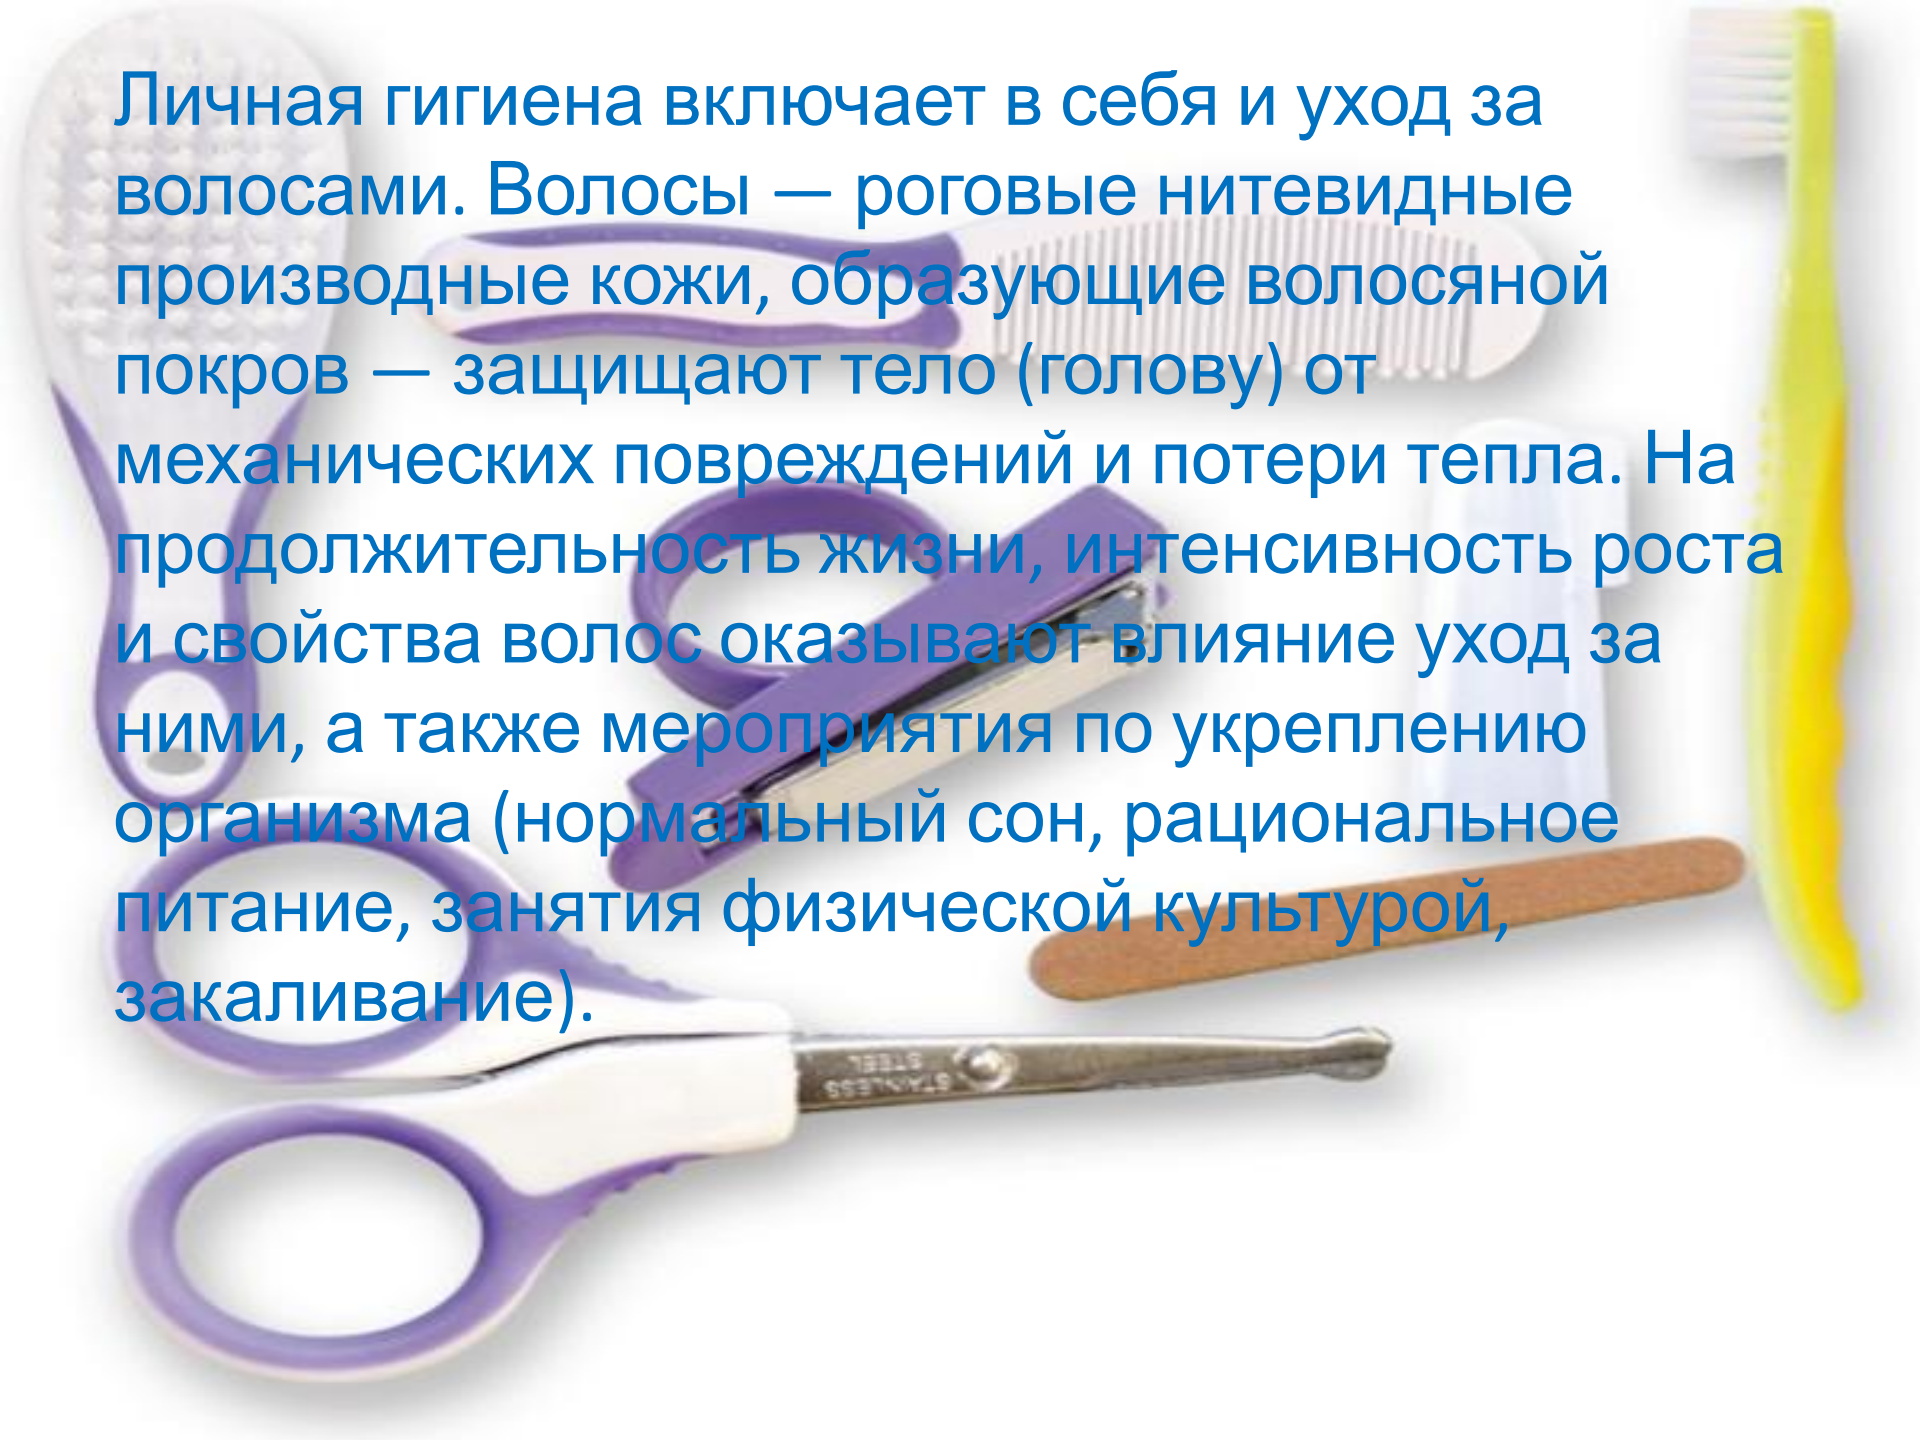 Личная гигиена включает в себя и уход за
волосами. Волосы — роговые нитевидные
производные кожи, образующие волосяной
покров — защищают тело (голову) от
механических повреждений и потери тепла. На
продолжительность жизни, интенсивность роста
и свойства волос оказывают влияние уход за
ними, а также мероприятия по укреплению
организма (нормальный сон, рациональное
питание, занятия физической культурой,
закаливание).
STAINLESS
STEEL